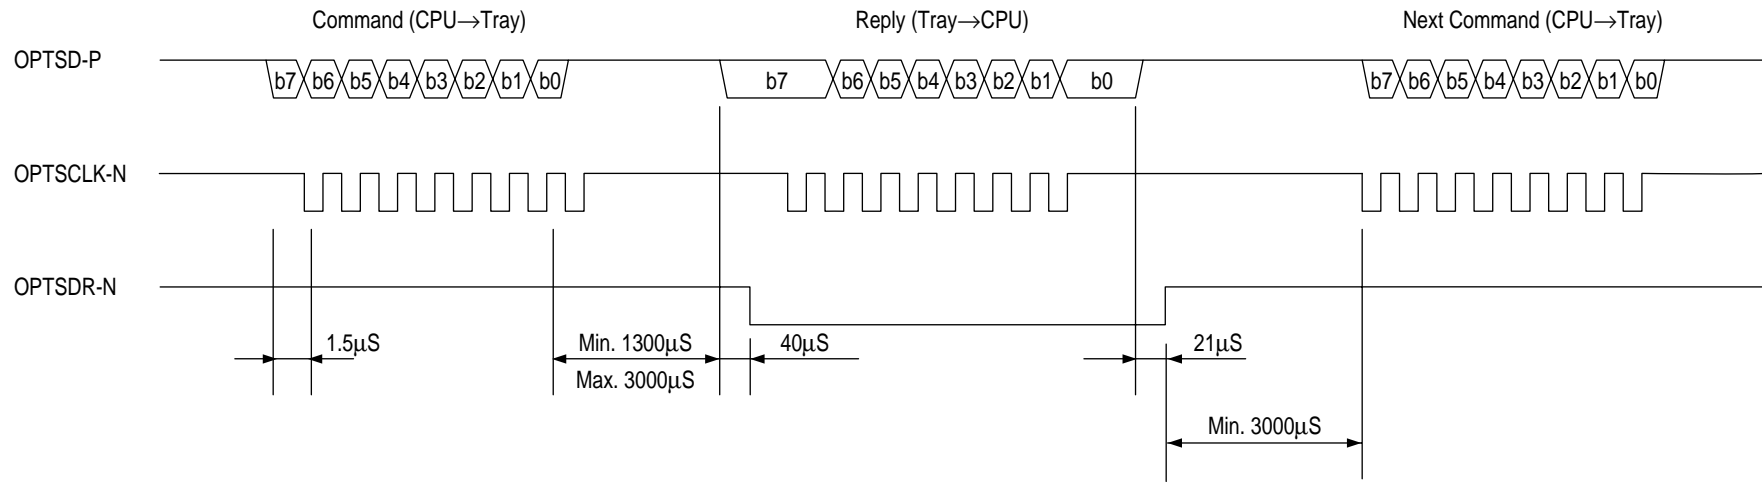 Command (CPU→Tray) Reply (Tray→CPU) Next Command (CPU→Tray)
OPTSD-P b7 b6 b5 b4 b3 b2 b1 b0 b7 b6 b5 b4 b3 b2 b1 b0 b7 b6 b5 b4 b3 b2 b1 b0
OPTSCLK-N
OPTSDR-N
1.5µS Min. 1300µS 40µS 21µS
Max. 3000µS
Min. 3000µS